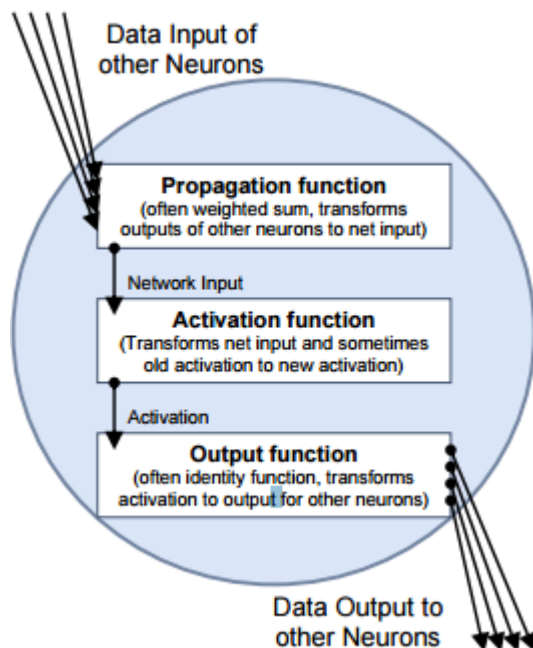 Data Input of
other Neurons
Propagation function
(often weighted sum, transforms
outputs of other neurons to net input)
Network Input
Activation function
(Transforms net input and sometimes
old activation to new activation)
Activation
Output function
(often identity function, transforms
activation to output for other neurons)
Data Output to
other Neurons